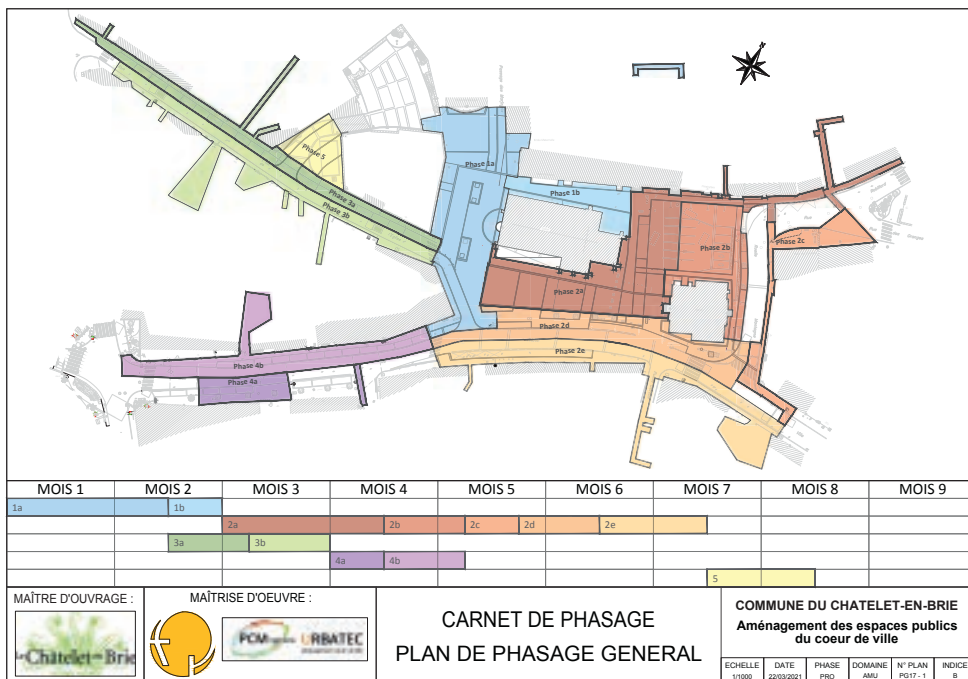 Phase 1a
Phase 5
Phase 3a
Phase 3b
Phase 1b
Phase 2b
Phase 2c
Phase 2a
Phase 2d
Phase 2e
Phase 4b
Phase 4a
MOIS 1 MOIS 2 MOIS 3 MOIS 4 MOIS 5 MOIS 6 MOIS 7 MOIS 8 MOIS 9
1a 1b
2a 2b 2c 2d 2e
3a 3b
4a 4b
5
MAÎTRE D'OUVRAGE :
Le Châtelet en Brie
MAÎTRISE D'OEUVRE :
PCM URBATEC
CARNET DE PHASAGE
PLAN DE PHASAGE GENERAL
COMMUNE DU CHATELET-EN-BRIE
Aménagement des espaces publics
du coeur de ville
ECHELLE DATE PHASE DOMAINE N° PLAN INDICE
1/1000 22/03/2021 PRO AMU PG17 - 1 B